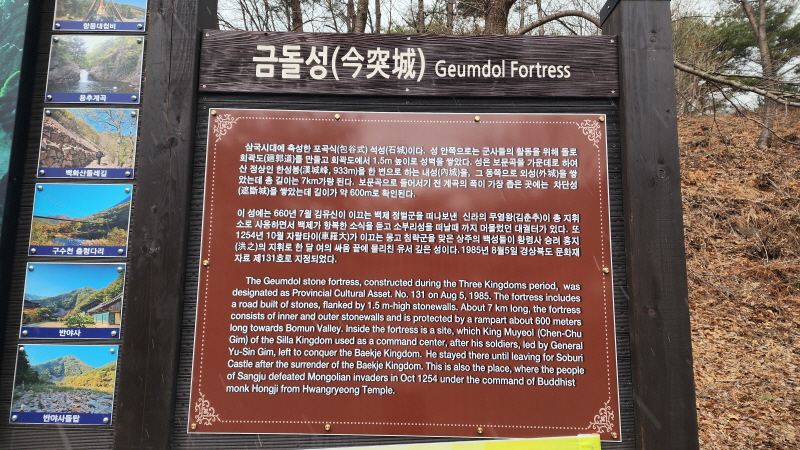 황룡대청비
용추계곡
백화산둘레길
구수천 출렁다리
반야사
반야사돌탑
금돌성(今突城) Geumdol Fortress
삼국시대에 축성한 포곡식(包谷式) 석성(石城)이다. 성 안쪽으로는 군사들의 활동을 위해 돌로
회곽도(廻郭道)를 만들고 회곽도에서 1.5m 높이로 성벽을 쌓았다. 성은 보문곡을 가운데로 하여
산 정상인 한성봉(漢城峰, 933m)을 한 변으로 하는 내성(內城)을, 그 동쪽으로 외성(外城)을 쌓
았는데 총 길이는 7km가량 된다. 보문곡으로 들어서기 전 계곡의 폭이 가장 좁은 곳에는 차단성
(遮斷城)을 쌓았는데 길이가 약 600m로 확인된다.
이 성에는 660년 7월 김유신이 이끄는 백제 정벌군을 떠나보낸 신라의 무열왕(김춘추)이 총 지휘
소로 사용하면서 백제가 항복한 소식을 듣고 소부리성을 떠날때 까지 머물렀던 대궐터가 있다. 또
1254년 10월 자랄타이(車羅大)가 이끄는 몽고 침략군을 맞은 상주의 백성들이 황령사 승려 홍지
(洪之)의 지휘로 한 달 여의 싸움 끝에 물리친 유서 깊은 성이다.1985년 8월5일 경상북도 문화재
자료 제131호로 지정되었다.
The Geumdol stone fortress, constructed during the Three Kingdoms period, was
designated as Provincial Cultural Asset. No. 131 on Aug 5, 1985. The fortress includes
a road built of stones, flanked by 1.5 m-high stonewalls. About 7 km long, the fortress
consists of inner and outer stonewalls and is protected by a rampart about 600 meters
long towards Bomun Valley. Inside the fortress is a site, which King Muyeol (Chen-Chu
Gim) of the Silla Kingdom used as a command center, after his soldiers, led by General
Yu-Sin Gim, left to conquer the Baekje Kingdom. He stayed there until leaving for Soburi
Castle after the surrender of the Baekje Kingdom. This is also the place, where the people
of Sangju defeated Mongolian invaders in Oct 1254 under the command of Buddhist
monk Hongji from Hwangryeong Temple.